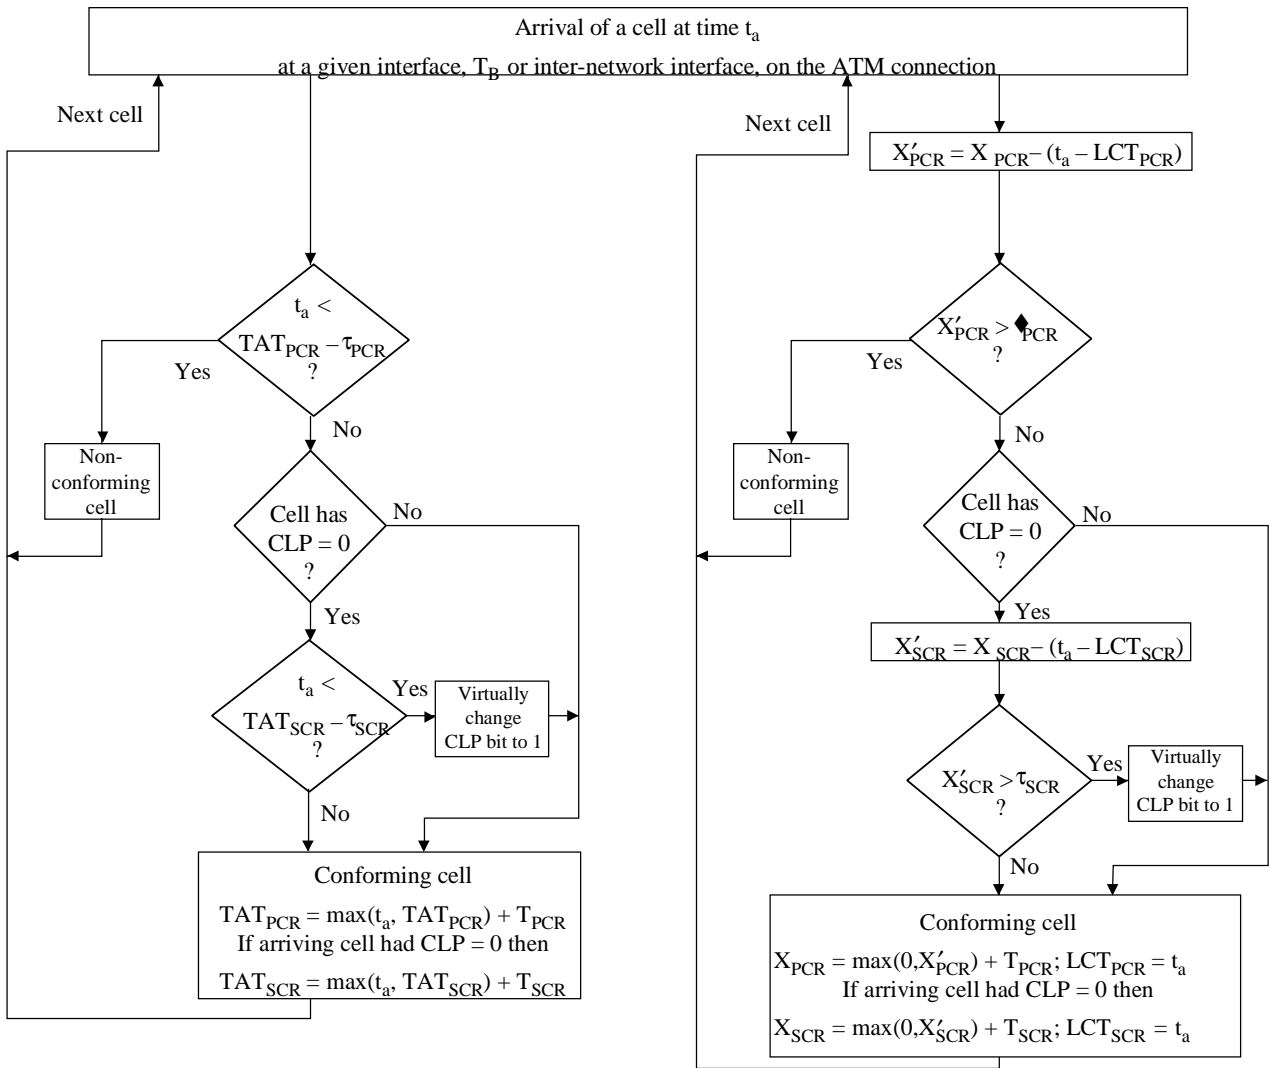 Arrival of a cell at time ta
at a given interface, TB or inter-network interface, on the ATM connection
Next cell
ta <
TATPCR – τPCR
?
Yes
No
Non-
conforming
cell
Cell has
CLP = 0
?
No
Yes
ta <
TATSCR – τSCR
?
Yes
Virtually
change
CLP bit to 1
No
Conforming cell
TATPCR = max(ta, TATPCR) + TPCR
If arriving cell had CLP = 0 then
TATSCR = max(ta, TATSCR) + TSCR
Next cell
X′PCR = X PCR – (ta – LCTPCR)
X′PCR > ♦PCR
?
Yes
No
Non-
conforming
cell
Cell has
CLP = 0
?
No
Yes
X′SCR = X SCR – (ta – LCTSCR)
X′SCR > τSCR
?
Yes
Virtually
change
CLP bit to 1
No
Conforming cell
XPCR = max(0,X′PCR) + TPCR; LCTPCR = ta
If arriving cell had CLP = 0 then
XSCR = max(0,X′SCR) + TSCR; LCTSCR = ta